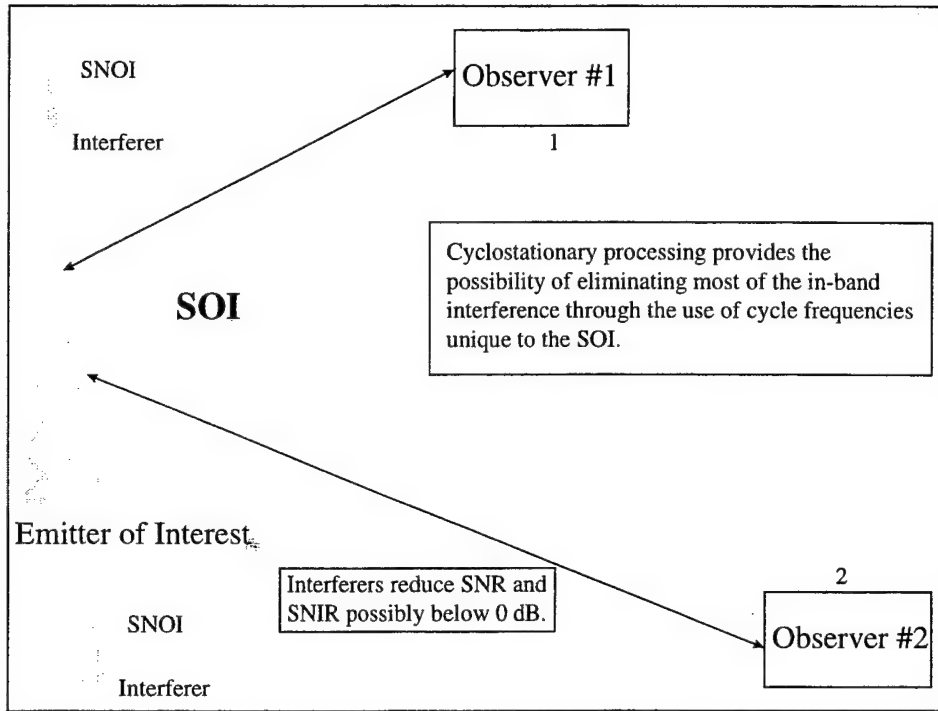 SNOI
Interferer
Observer #1
1
Cyclostationary processing provides the
possibility of eliminating most of the in-band
interference through the use of cycle frequencies
unique to the SOI.
SOI
Emitter of Interest
Interferers reduce SNR and
SNIR possibly below 0 dB.
2
Observer #2
SNOI
Interferer